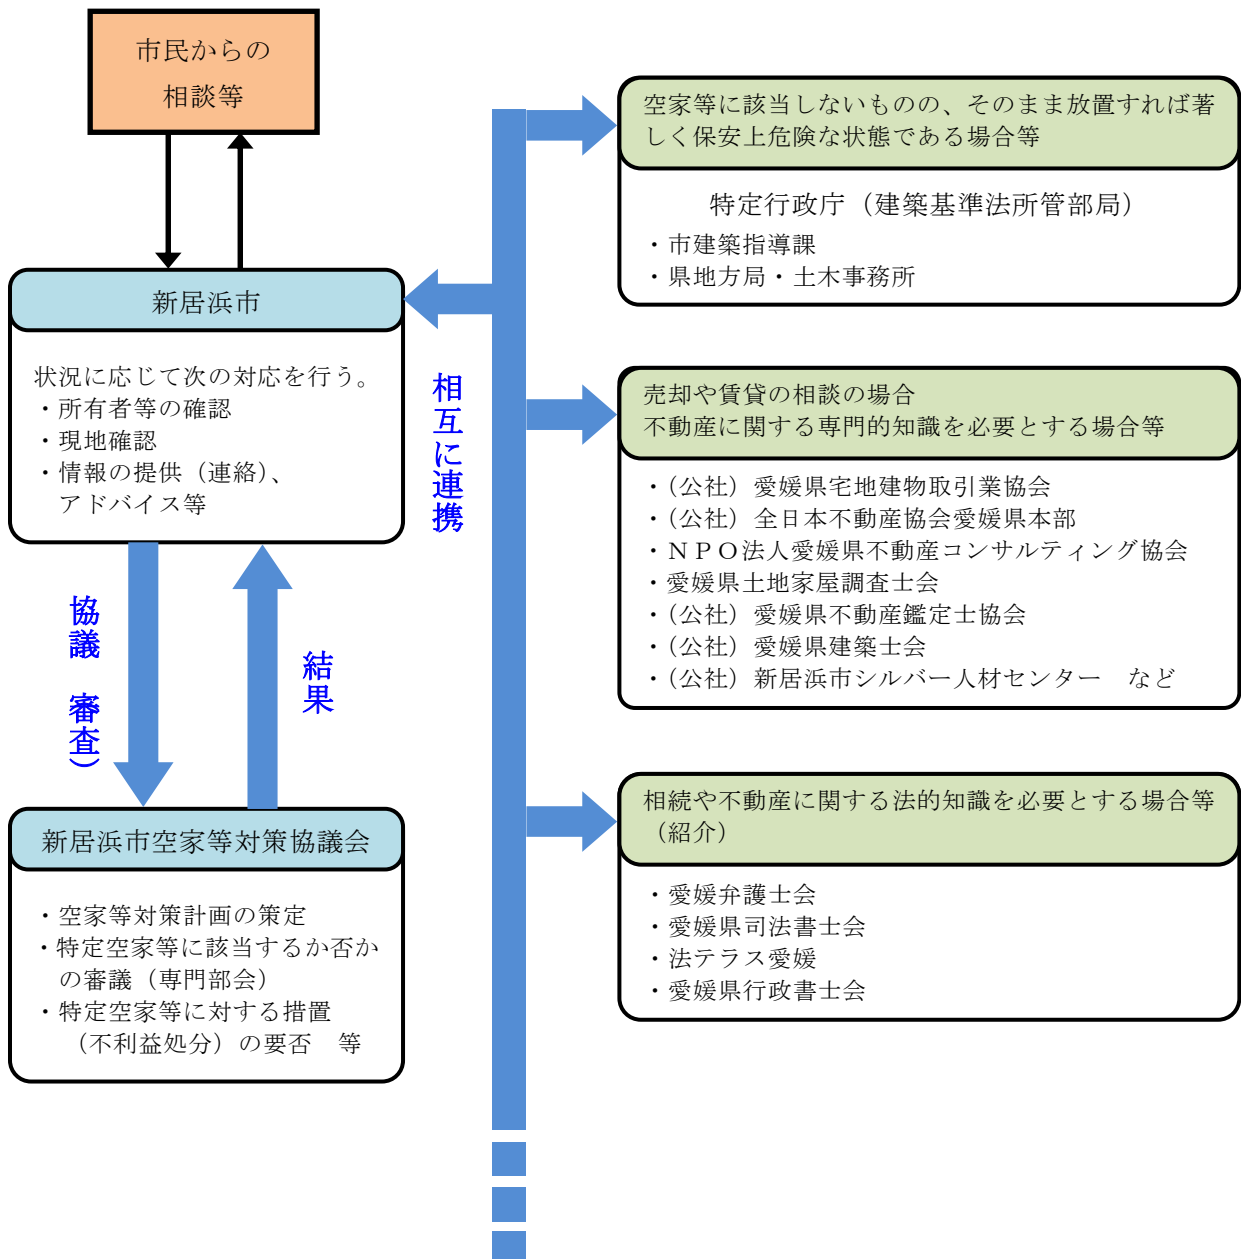 市民からの
相談等
新居浜市
状況に応じて次の対応を行う。
・所有者等の確認
・現地確認
・情報の提供（連絡）、
アドバイス等
協議　審査）
結果
新居浜市空家等対策協議会
・空家等対策計画の策定
・特定空家等に該当するか否か
の審議（専門部会）
・特定空家等に対する措置
（不利益処分）の要否　等
相互に連携
空家等に該当しないものの、そのまま放置すれば著
しく保安上危険な状態である場合等
特定行政庁（建築基準法所管部局）
・市建築指導課
・県地方局・土木事務所
売却や賃貸の相談の場合
不動産に関する専門的知識を必要とする場合等
・（公社）愛媛県宅地建物取引業協会
・（公社）全日本不動産協会愛媛県本部
・ＮＰＯ法人愛媛県不動産コンサルティング協会
・愛媛県土地家屋調査士会
・（公社）愛媛県不動産鑑定士協会
・（公社）愛媛県建築士会
・（公社）新居浜市シルバー人材センター　など
相続や不動産に関する法的知識を必要とする場合等
（紹介）
・愛媛弁護士会
・愛媛県司法書士会
・法テラス愛媛
・愛媛県行政書士会